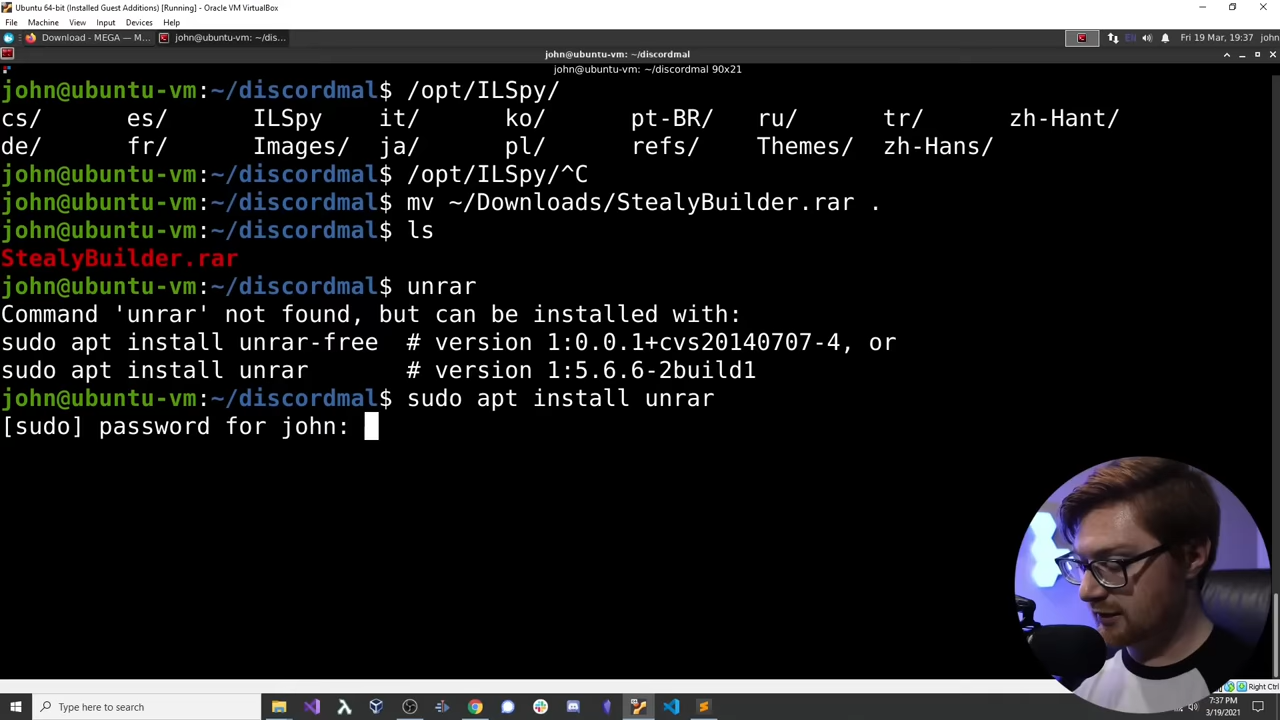 Ubuntu 64-bit (Installed Guest Additions) [Running] - Oracle VM VirtualBox
File Machine View Input Devices Help
Download - MEGA — M... john@ubuntu-vm: ~/dis... Fri 19 Mar, 19:37 john
john@ubuntu-vm: ~/discordmal
john@ubuntu-vm: ~/discordmal 90x21
john@ubuntu-vm:~/discordmal$ /opt/ILSpy/
cs/ es/ ILSpy it/ ko/ pt-BR/ ru/ tr/ zh-Hant/
de/ fr/ Images/ ja/ pl/ refs/ Themes/ zh-Hans/
john@ubuntu-vm:~/discordmal$ /opt/ILSpy/^C
john@ubuntu-vm:~/discordmal$ mv ~/Downloads/StealyBuilder.rar .
john@ubuntu-vm:~/discordmal$ ls
StealyBuilder.rar
john@ubuntu-vm:~/discordmal$ unrar
Command 'unrar' not found, but can be installed with:
sudo apt install unrar-free # version 1:0.0.1+cvs20140707-4, or
sudo apt install unrar # version 1:5.6.6-2build1
john@ubuntu-vm:~/discordmal$ sudo apt install unrar
[sudo] password for john:
Right Ctrl
Type here to search
7:37 PM
3/19/2021